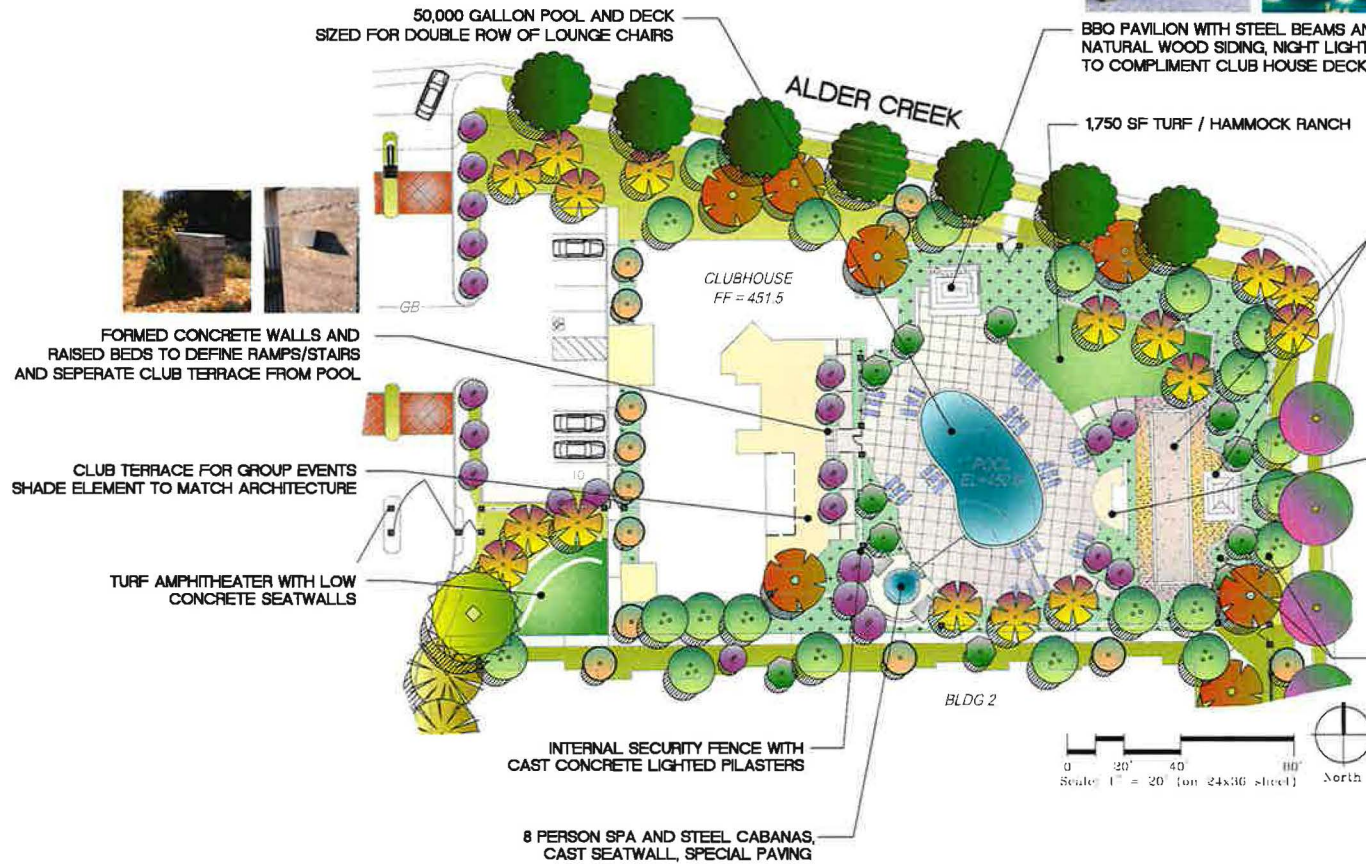 50,000 GALLON POOL AND DECK
SIZED FOR DOUBLE ROW OF LOUNGE CHAIRS
BBQ PAVILION WITH STEEL BEAMS AN
NATURAL WOOD SIDING, NIGHT LIGHT
TO COMPLIMENT CLUB HOUSE DECK
ALDER CREEK
1,750 SF TURF / HAMMOCK RANCH
CLUBHOUSE
FF = 451.5
GB
FORMED CONCRETE WALLS AND
RAISED BEDS TO DEFINE RAMPS/STAIRS
AND SEPERATE CLUB TERRACE FROM POOL
CLUB TERRACE FOR GROUP EVENTS
SHADE ELEMENT TO MATCH ARCHITECTURE
10
POOL
TURF AMPHITHEATER WITH LOW
CONCRETE SEATWALLS
BLDG 2
INTERNAL SECURITY FENCE WITH
CAST CONCRETE LIGHTED PILASTERS
0 20' 40' 80'
Scale: 1" = 20' (on 24x36 sheet)
North
8 PERSON SPA AND STEEL CABANAS,
CAST SEATWALL, SPECIAL PAVING